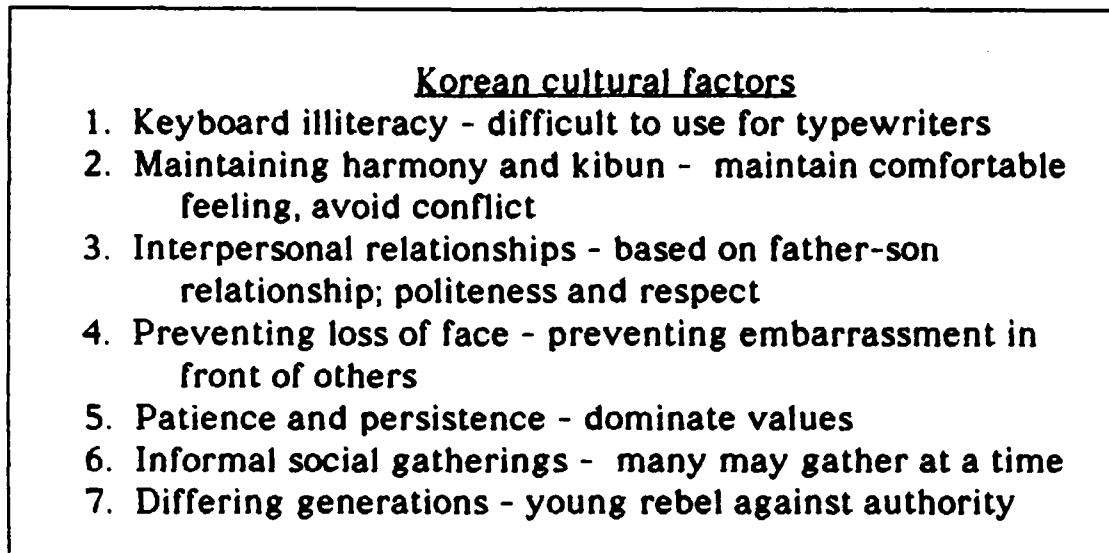 Korean cultural factors
1. Keyboard illiteracy - difficult to use for typewriters
2. Maintaining harmony and kibun - maintain comfortable
feeling, avoid conflict
3. Interpersonal relationships - based on father-son
relationship; politeness and respect
4. Preventing loss of face - preventing embarrassment in
front of others
5. Patience and persistence - dominate values
6. Informal social gatherings - many may gather at a time
7. Differing generations - young rebel against authority